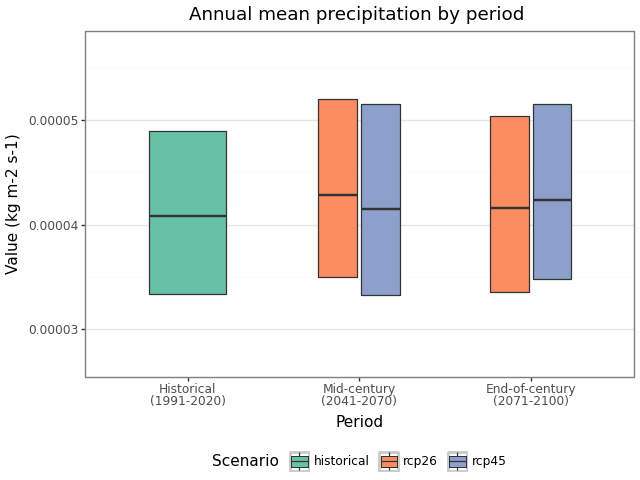 Annual mean precipitation by period
Value (kg m-2 s-1)
0.00005
0.00004
0.00003
Historical
(1991-2020)
Mid-century
(2041-2070)
End-of-century
(2071-2100)
Period
Scenario
historical
rcp26
rcp45